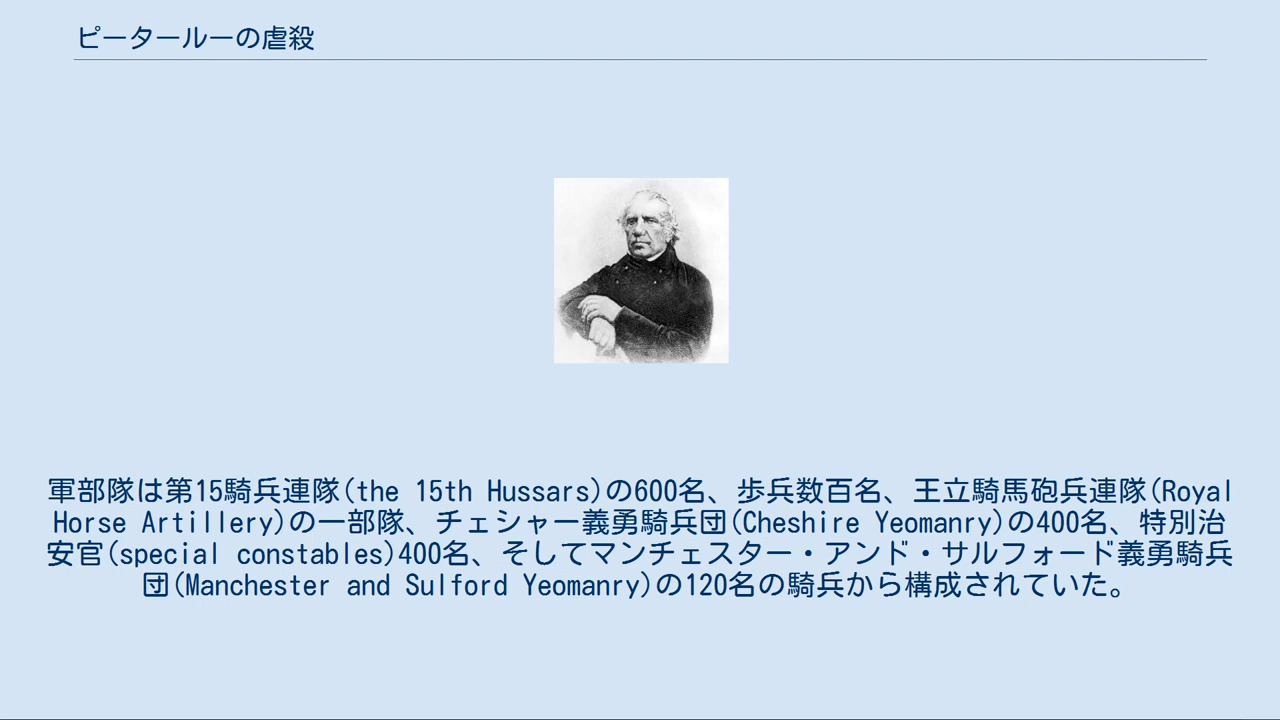 ピータールーの虐殺
軍部隊は第15騎兵連隊(the 15th Hussars)の600名、歩兵数百名、王立騎馬砲兵連隊(Royal
Horse Artillery)の一部隊、チェシャー義勇騎兵団(Cheshire Yeomanry)の400名、特別治
安官(special constables)400名、そしてマンチェスター・アンド・サルフォード義勇騎兵
団(Manchester and Sulford Yeomanry)の120名の騎兵から構成されていた。